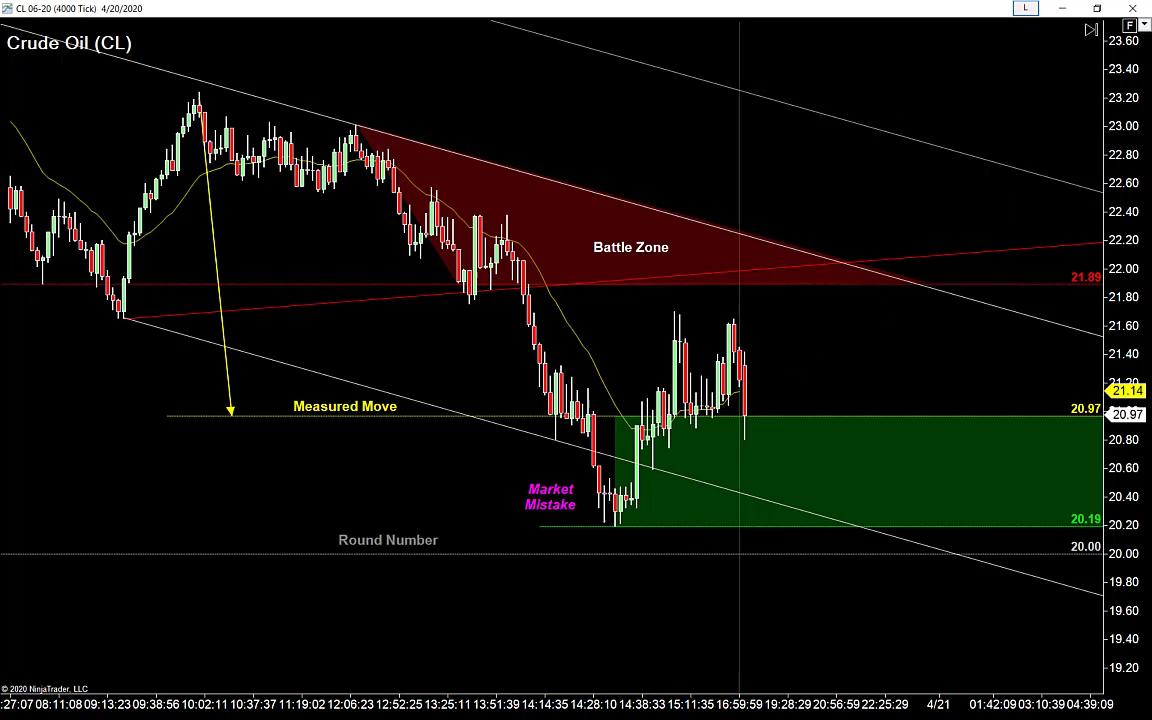 CL 06-20 (4000 Tick) 4/20/2020
L
F
Crude Oil (CL)
23.60
23.40
23.20
23.00
22.80
22.60
22.40
22.20
22.00
21.80
21.60
21.40
21.20
20.80
20.60
20.40
20.20
20.00
19.80
19.60
19.40
19.20
Battle Zone
21.89
21.14
Measured Move
20.97
20.97
Market
Mistake
20.19
Round Number
20.00
© 2020 NinjaTrader, LLC
:27:07 08:11:08 09:13:23 09:38:56 10:02:11 10:37:37 11:19:02 12:06:23 12:52:25 13:25:11 13:51:39 14:14:35 14:28:10 14:38:33 15:11:35 16:59:59 19:28:29 20:56:59 22:25:29 4/21 01:42:09 03:10:39 04:39:09